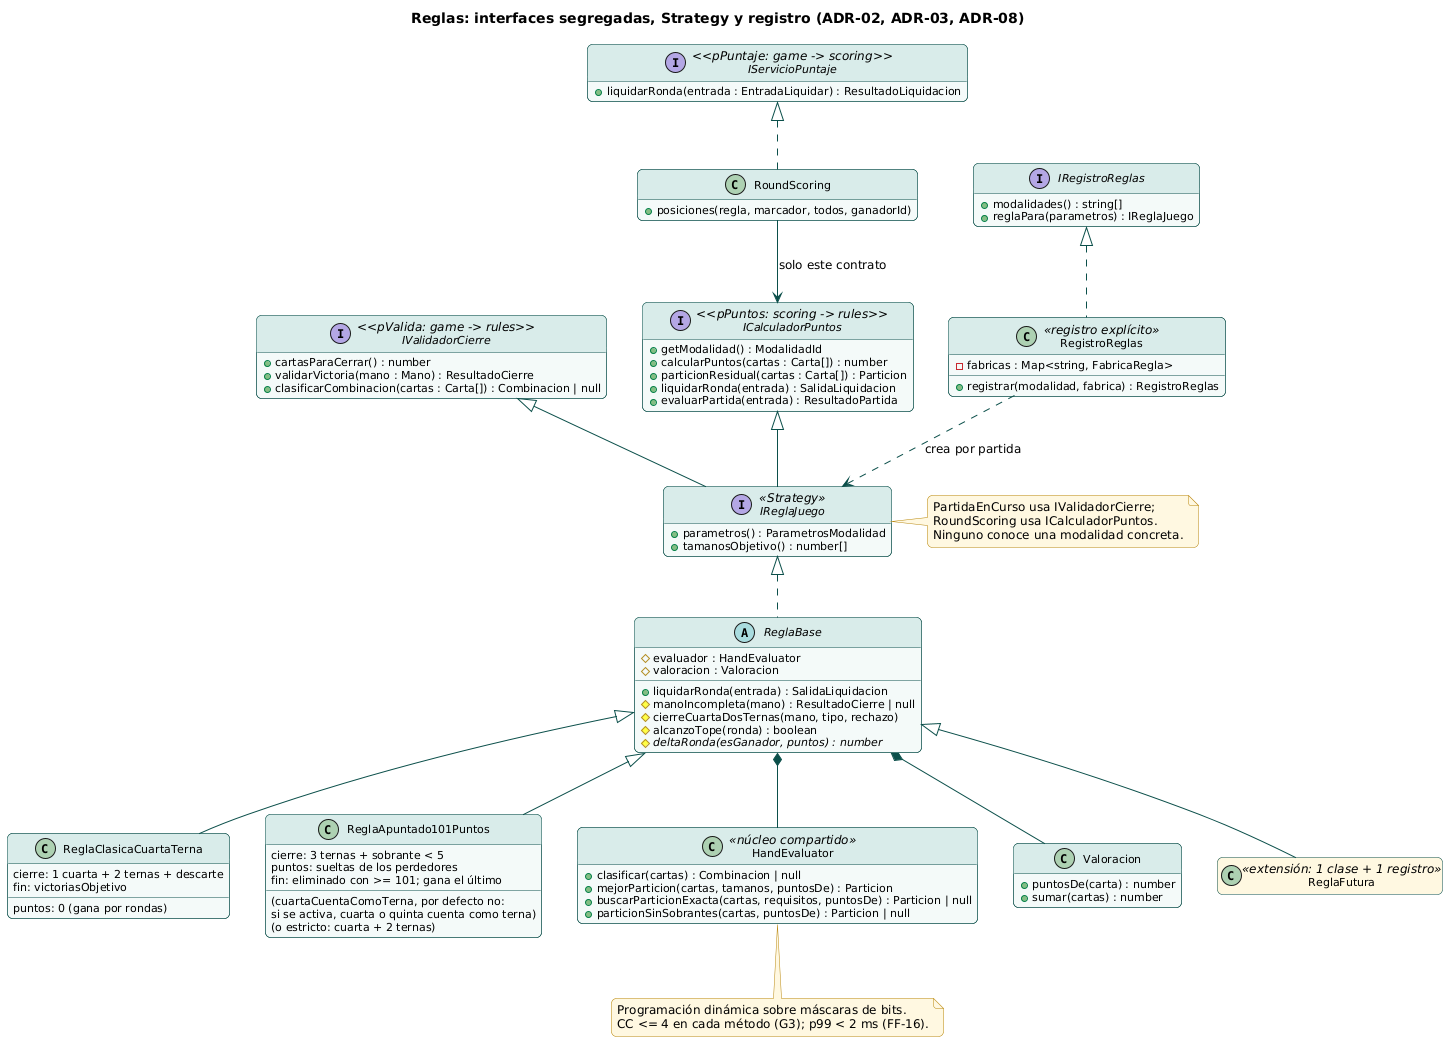 Reglas: interfaces segregadas, Strategy y registro (ADR-02, ADR-03, ADR-08)
I
<<pPuntaje: game -> scoring>>
IServicioPuntaje
liquidarRonda(entrada : EntradaLiquidar) : ResultadoLiquidacion
C
RoundScoring
posiciones(regla, marcador, todos, ganadorId)
I
IRegistroReglas
modalidades() : string[]
reglaPara(parametros) : IReglaJuego
solo este contrato
I
<<pValida: game -> rules>>
IValidadorCierre
cartasParaCerrar() : number
validarVictoria(mano : Mano) : ResultadoCierre
clasificarCombinacion(cartas : Carta[]) : Combinacion | null
I
<<pPuntos: scoring -> rules>>
ICalculadorPuntos
getModalidad() : ModalidadId
calcularPuntos(cartas : Carta[]) : number
particionResidual(cartas : Carta[]) : Particion
liquidarRonda(entrada) : SalidaLiquidacion
evaluarPartida(entrada) : ResultadoPartida
C
«registro explícito»
RegistroReglas
fabricas : Map<string, FabricaRegla>
registrar(modalidad, fabrica) : RegistroReglas
crea por partida
I
«Strategy»
IReglaJuego
parametros() : ParametrosModalidad
tamanosObjetivo() : number[]
PartidaEnCurso usa IValidadorCierre;
RoundScoring usa ICalculadorPuntos.
Ninguno conoce una modalidad concreta.
A
ReglaBase
evaluador : HandEvaluator
valoracion : Valoracion
liquidarRonda(entrada) : SalidaLiquidacion
manoIncompleta(mano) : ResultadoCierre | null
cierreCuartaDosTernas(mano, tipo, rechazo)
alcanzoTope(ronda) : boolean
deltaRonda(esGanador, puntos) : number
C
ReglaClasicaCuartaTerna
cierre: 1 cuarta + 2 ternas + descarte
fin: victoriasObjetivo
puntos: 0 (gana por rondas)
C
ReglaApuntado101Puntos
cierre: 3 ternas + sobrante < 5
puntos: sueltas de los perdedores
fin: eliminado con >= 101; gana el último
(cuartaCuentaComoTerna, por defecto no:
si se activa, cuarta o quinta cuenta como terna)
(o estricto: cuarta + 2 ternas)
C
«núcleo compartido»
HandEvaluator
clasificar(cartas) : Combinacion | null
mejorParticion(cartas, tamanos, puntosDe) : Particion
buscarParticionExacta(cartas, requisitos, puntosDe) : Particion | null
particionSinSobrantes(cartas, puntosDe) : Particion | null
C
Valoracion
puntosDe(carta) : number
sumar(cartas) : number
C
«extensión: 1 clase + 1 registro»
ReglaFutura
Programación dinámica sobre máscaras de bits.
CC <= 4 en cada método (G3); p99 < 2 ms (FF-16).